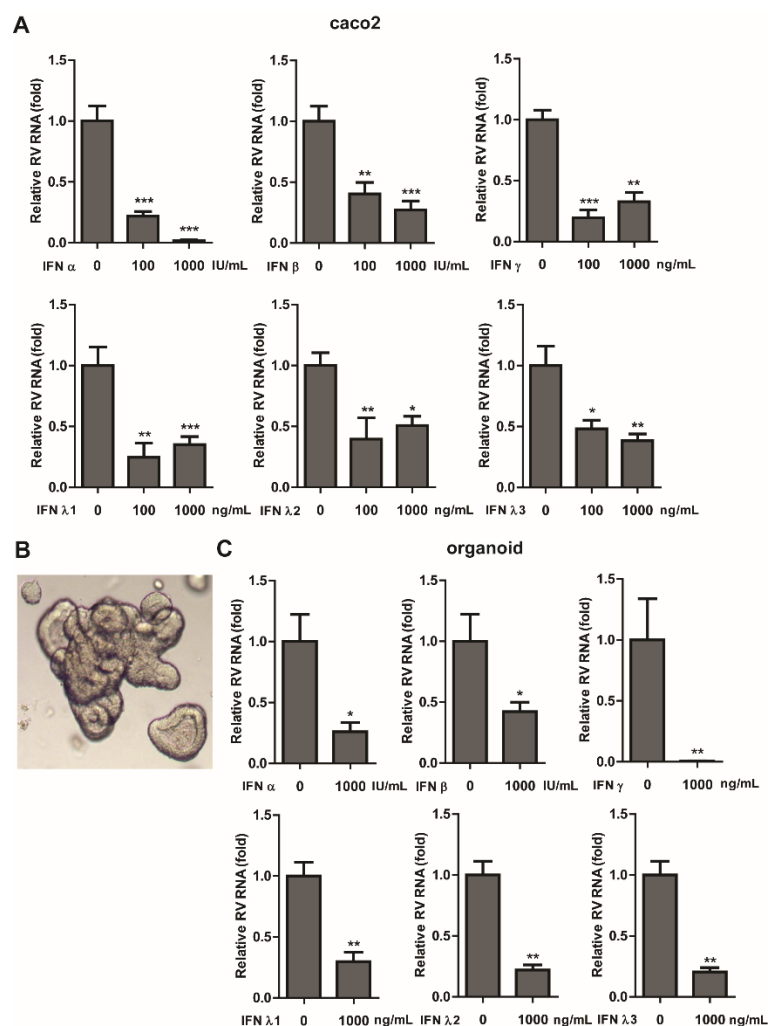 A
caco2
Relative RV RNA (fold)
1.5
1.0
0.5
0.0
***
***
IFN α 0 100 1000 IU/mL
Relative RV RNA (fold)
1.5
1.0
0.5
0.0
**
***
IFN β 0 100 1000 IU/mL
Relative RV RNA (fold)
1.5
1.0
0.5
0.0
***
**
IFN γ 0 100 1000 ng/mL
Relative RV RNA (fold)
1.5
1.0
0.5
0.0
**
***
IFN λ1 0 100 1000 ng/mL
Relative RV RNA (fold)
1.5
1.0
0.5
0.0
**
*
IFN λ2 0 100 1000 ng/mL
Relative RV RNA (fold)
1.5
1.0
0.5
0.0
*
**
IFN λ3 0 100 1000 ng/mL
B
C
organoid
Relative RV RNA (fold)
1.5
1.0
0.5
0.0
*
IFN α 0 1000 IU/mL
Relative RV RNA (fold)
1.5
1.0
0.5
0.0
*
IFN β 0 1000 IU/mL
Relative RV RNA (fold)
1.5
1.0
0.5
0.0
**
IFN γ 0 1000 ng/mL
Relative RV RNA (fold)
1.5
1.0
0.5
0.0
**
IFN λ1 0 1000 ng/mL
Relative RV RNA (fold)
1.5
1.0
0.5
0.0
**
IFN λ2 0 1000 ng/mL
Relative RV RNA (fold)
1.5
1.0
0.5
0.0
**
IFN λ3 0 1000 ng/mL